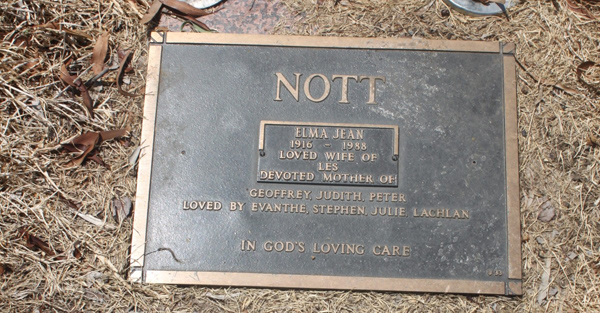 NOTT
ELMA JEAN
1916 - 1988
LOVED WIFE OF
LES
DEVOTED MOTHER OF
GEOFFREY, JUDITH, PETER
LOVED BY EVANTHE, STEPHEN, JULIE, LACHLAN
IN GOD'S LOVING CARE